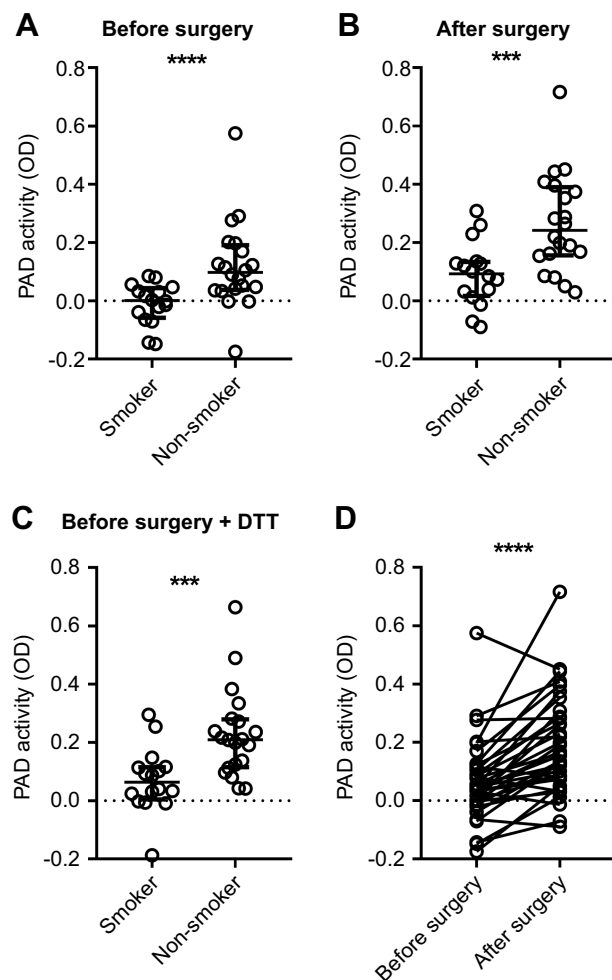 A Before surgery
****
PAD activity (OD)
0.8
0.6
0.4
0.2
0.0
-0.2
Smoker
Non-smoker
B After surgery
***
PAD activity (OD)
0.8
0.6
0.4
0.2
0.0
-0.2
Smoker
Non-smoker
C Before surgery + DTT
***
PAD activity (OD)
0.8
0.6
0.4
0.2
0.0
-0.2
Smoker
Non-smoker
D
****
PAD activity (OD)
0.8
0.6
0.4
0.2
0.0
-0.2
Before surgery
After surgery